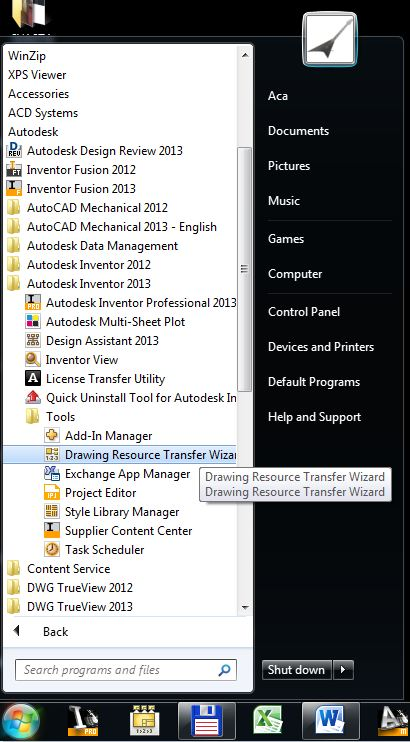 WinZip
XPS Viewer
Accessories
ACD Systems
Autodesk
Autodesk Design Review 2013
Inventor Fusion 2012
Inventor Fusion 2013
AutoCAD Mechanical 2012
AutoCAD Mechanical 2013 - English
Autodesk Data Management
Autodesk Inventor 2012
Autodesk Inventor 2013
Autodesk Inventor Professional 2013
Autodesk Multi-Sheet Plot
Design Assistant 2013
Inventor View
License Transfer Utility
Quick Uninstall Tool for Autodesk In
Tools
Add-In Manager
Drawing Resource Transfer Wizar
Exchange App Manager
Project Editor
Style Library Manager
Supplier Content Center
Task Scheduler
Content Service
DWG TrueView 2012
DWG TrueView 2013
Back
Search programs and files
Aca
Documents
Pictures
Music
Games
Computer
Control Panel
Devices and Printers
Default Programs
Help and Support
Drawing Resource Transfer Wizard
Drawing Resource Transfer Wizard
Shut down